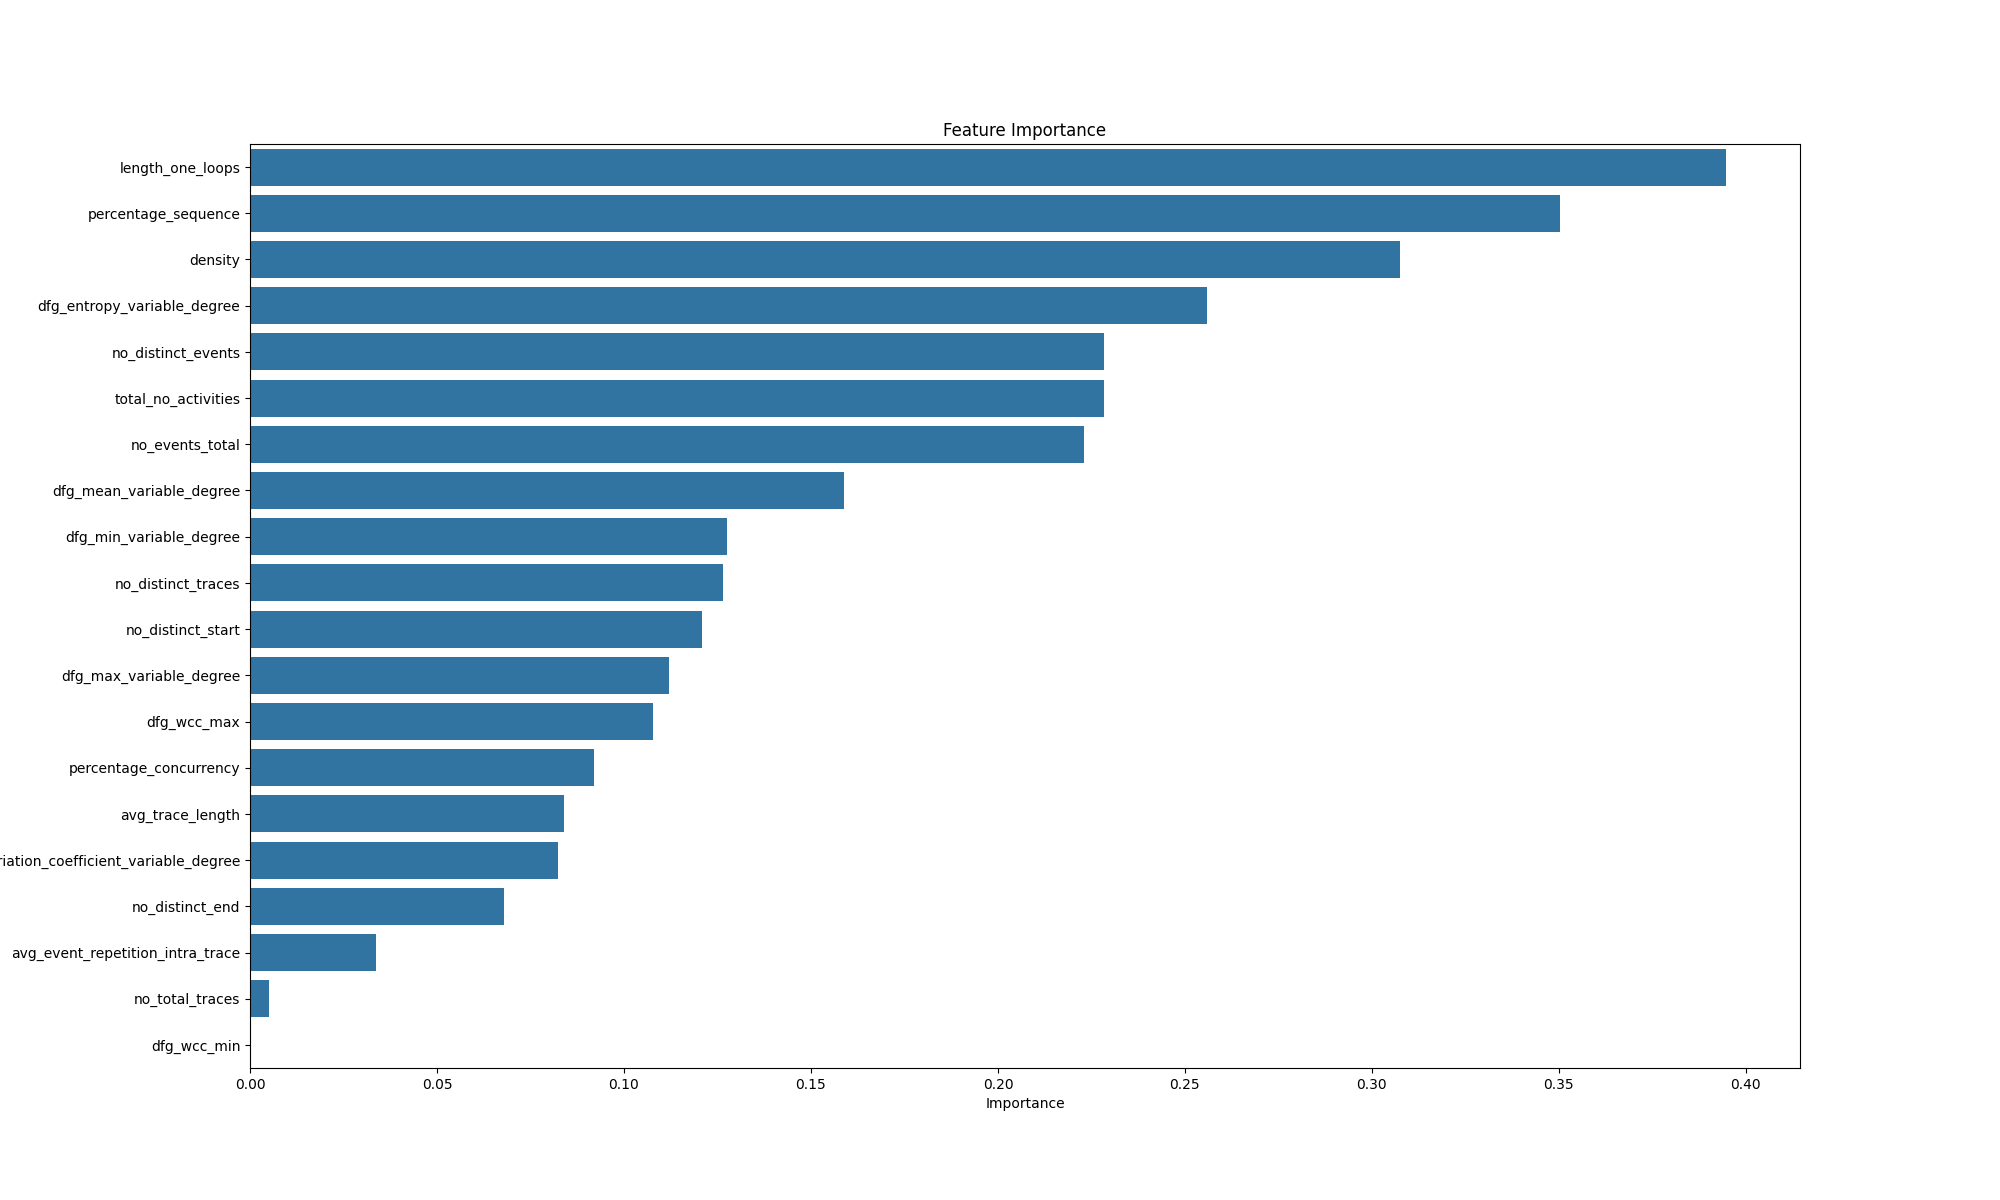 Feature Importance
length_one_loops
percentage_sequence
density
dfg_entropy_variable_degree
no_distinct_events
total_no_activities
no_events_total
dfg_mean_variable_degree
dfg_min_variable_degree
no_distinct_traces
no_distinct_start
dfg_max_variable_degree
dfg_wcc_max
percentage_concurrency
avg_trace_length
riation_coefficient_variable_degree
no_distinct_end
avg_event_repetition_intra_trace
no_total_traces
dfg_wcc_min
0.00 0.05 0.10 0.15 0.20 0.25 0.30 0.35 0.40
Importance